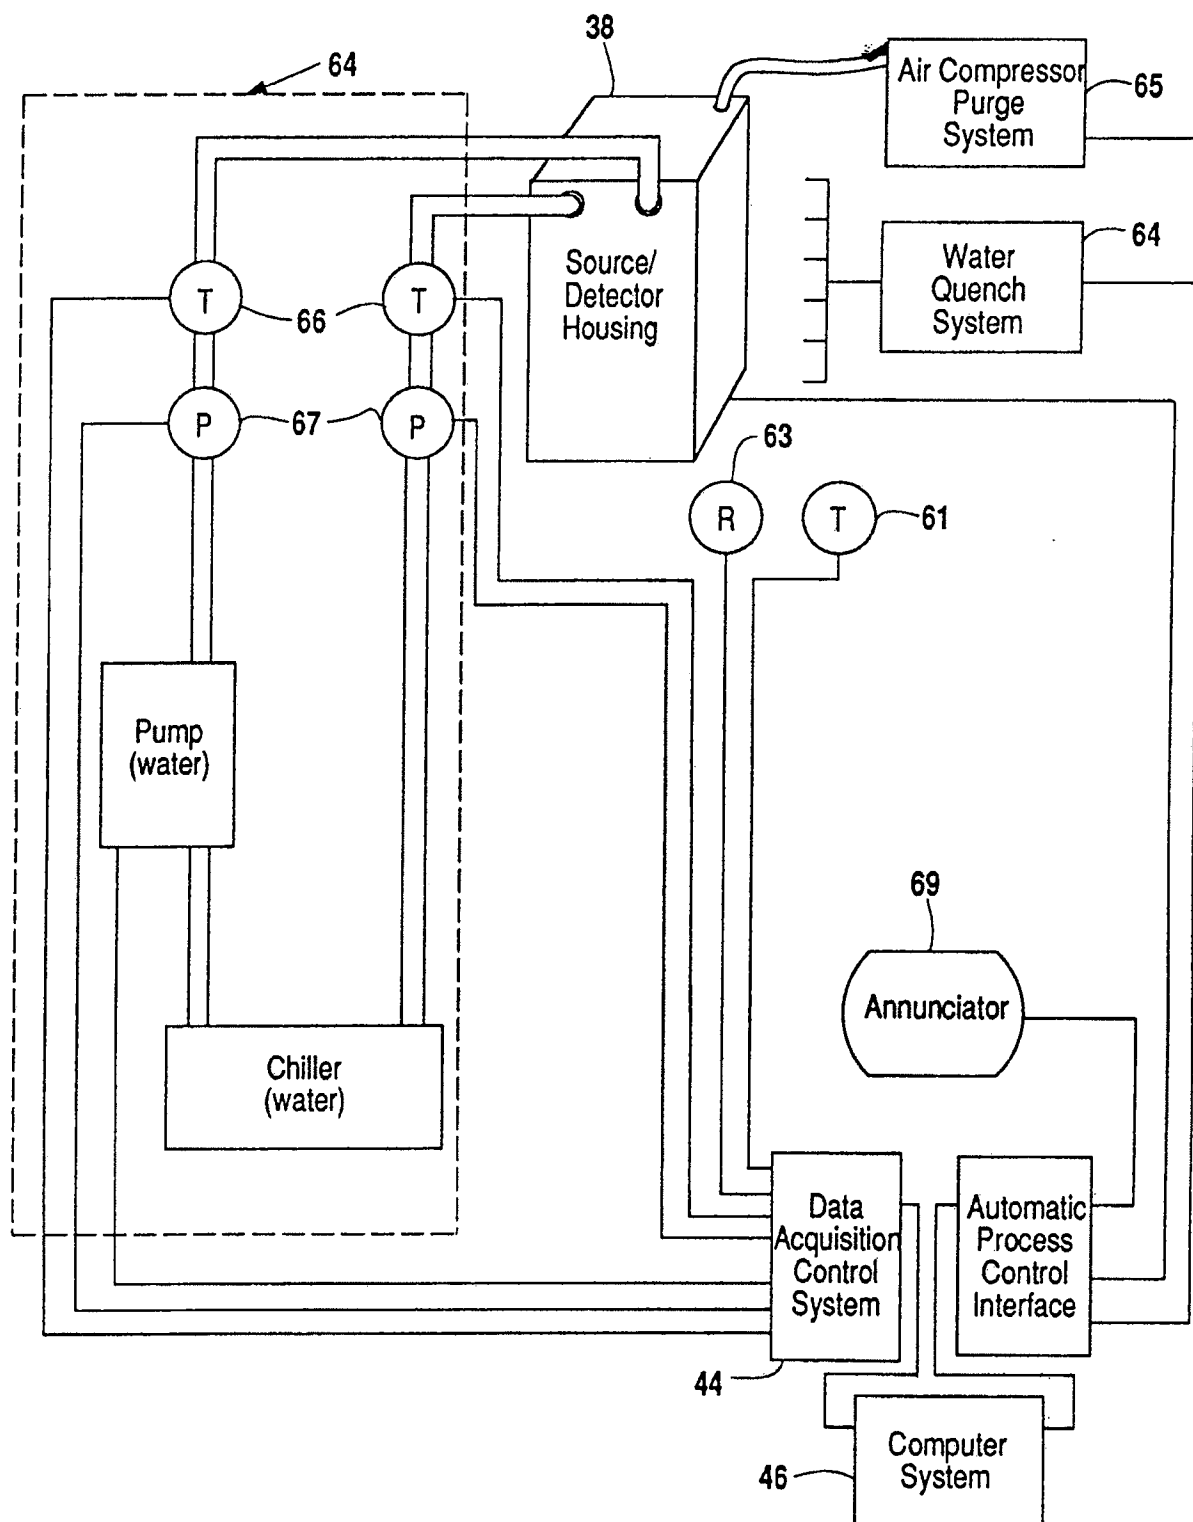 38
64
Air Compressor
Purge
System
65
Water
Quench
System
64
Source/
Detector
Housing
T
66
T
P
67
P
63
R
T
61
Pump
(water)
69
Annunciator
Chiller
(water)
Data
Acquisition
Control
System
44
Automatic
Process
Control
Interface
Computer
System
46